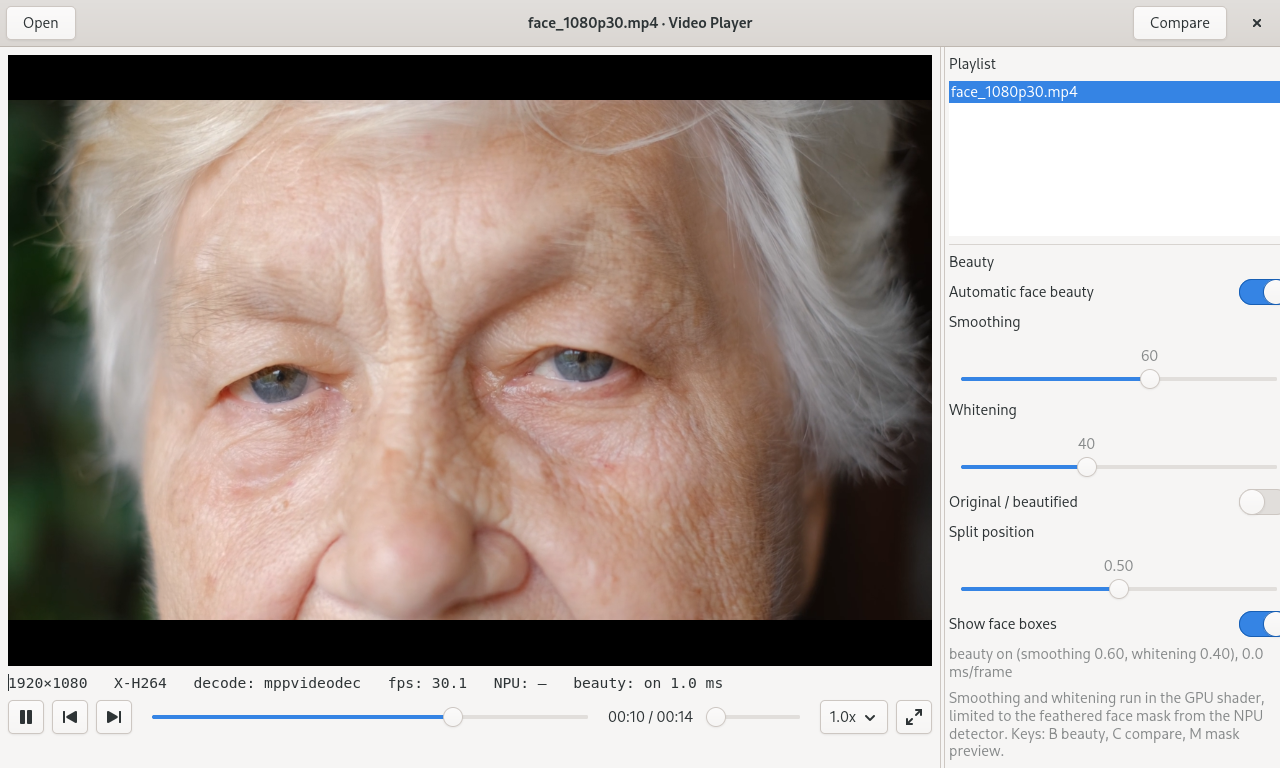 Open
face_1080p30.mp4 · Video Player
Compare
Playlist
face_1080p30.mp4
Beauty
Automatic face beauty
Smoothing
60
Whitening
40
Original / beautified
Split position
0.50
Show face boxes
beauty on (smoothing 0.60, whitening 0.40), 0.0
ms/frame
Smoothing and whitening run in the GPU shader,
limited to the feathered face mask from the NPU
detector. Keys: B beauty, C compare, M mask
preview.
1920×1080 X-H264 decode: mppvideodec fps: 30.1 NPU: — beauty: on 1.0 ms
00:10 / 00:14
1.0x